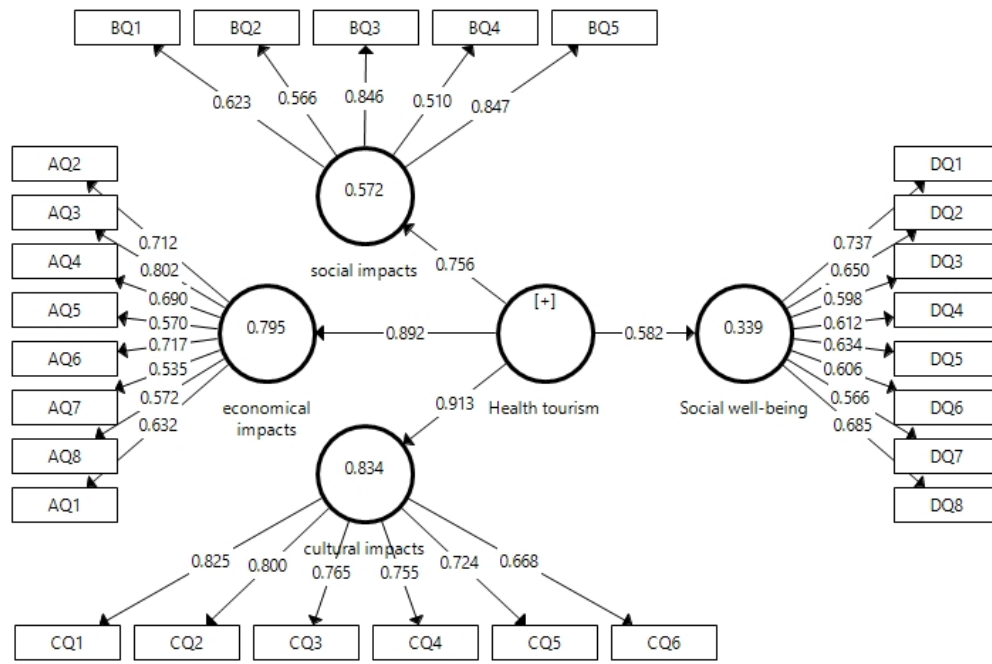 BQ1 BQ2 BQ3 BQ4 BQ5
0.623 0.566 0.846 0.510 0.847
0.572
social impacts
AQ2
AQ3
AQ4
AQ5
AQ6
AQ7
AQ8
AQ1
0.712
0.802
0.690
0.570
0.717
0.535
0.572
0.632
0.795
economical
impacts
0.756
0.892
0.913
0.582
[+]
Health tourism
0.339
Social well-being
0.737
0.650
0.598
0.612
0.634
0.606
0.566
0.685
DQ1
DQ2
DQ3
DQ4
DQ5
DQ6
DQ7
DQ8
0.834
cultural impacts
0.825 0.800 0.765 0.755 0.724 0.668
CQ1 CQ2 CQ3 CQ4 CQ5 CQ6